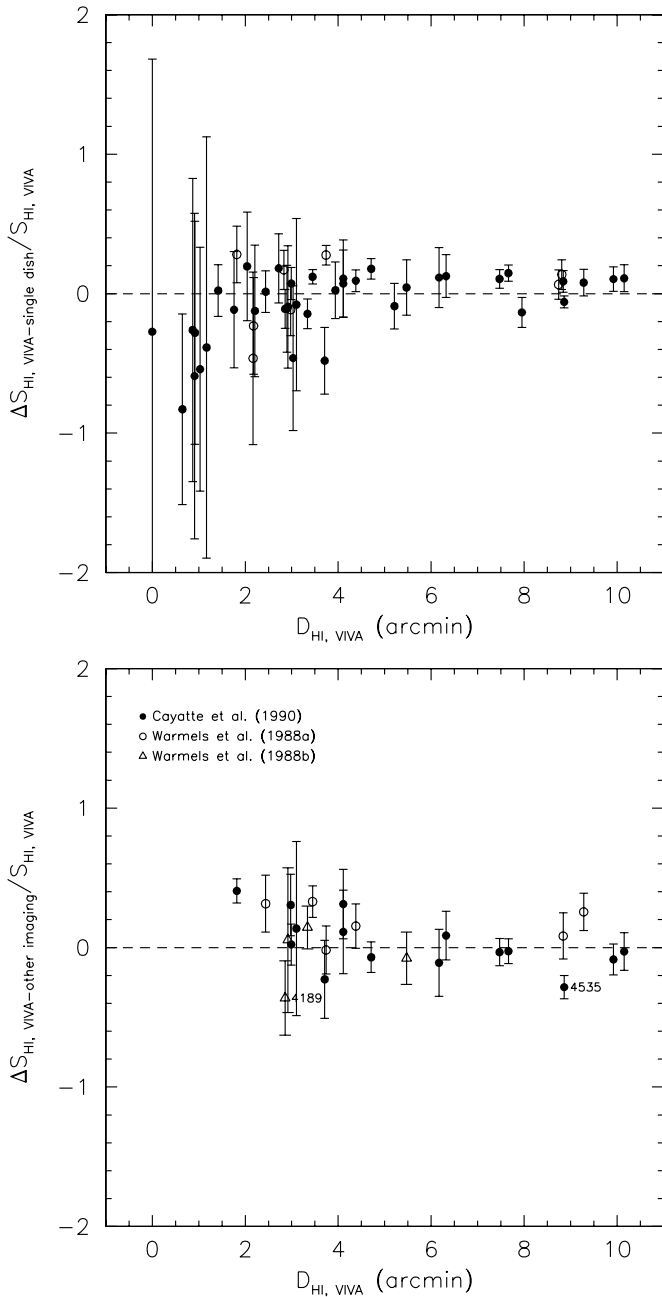 2
1
0
−1
−2
ΔS_HI, VIVA−single dish/S_HI, VIVA
0 2 4 6 8 10
D_HI, VIVA (arcmin)
2
1
0
−1
−2
ΔS_HI, VIVA−other imaging/S_HI, VIVA
Cayatte et al. (1990)
Warmels et al. (1988a)
Warmels et al. (1988b)
4189
4535
0 2 4 6 8 10
D_HI, VIVA (arcmin)